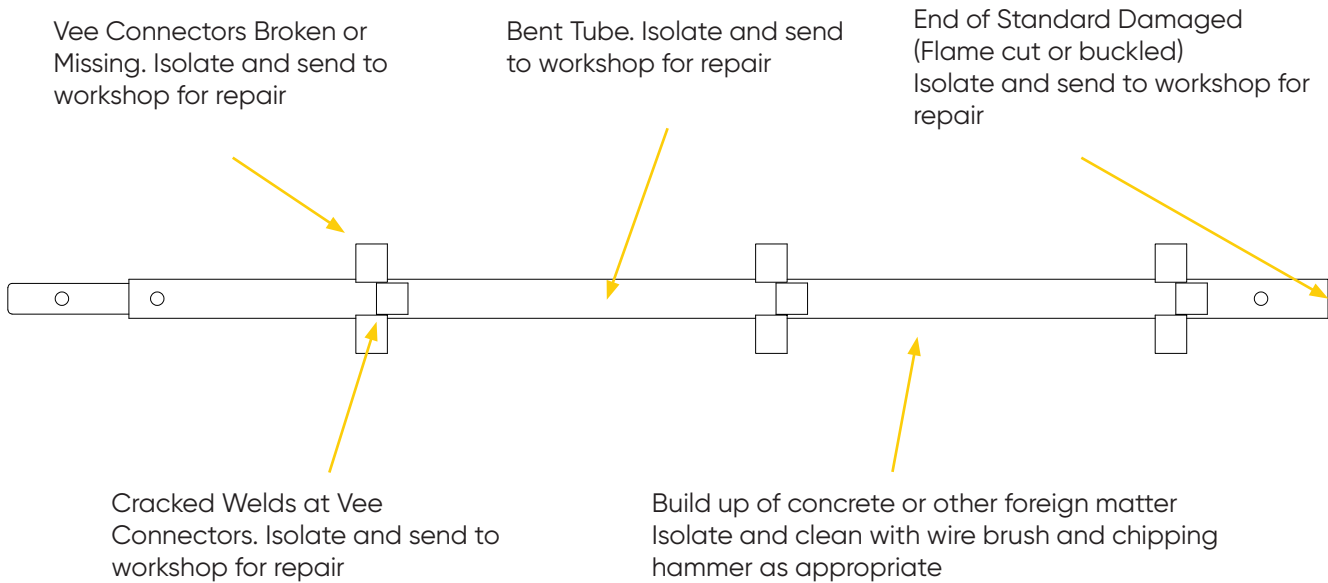 Vee Connectors Broken or
Missing. Isolate and send to
workshop for repair
Bent Tube. Isolate and send
to workshop for repair
End of Standard Damaged
(Flame cut or buckled)
Isolate and send to workshop for
repair
Cracked Welds at Vee
Connectors. Isolate and send to
workshop for repair
Build up of concrete or other foreign matter
Isolate and clean with wire brush and chipping
hammer as appropriate